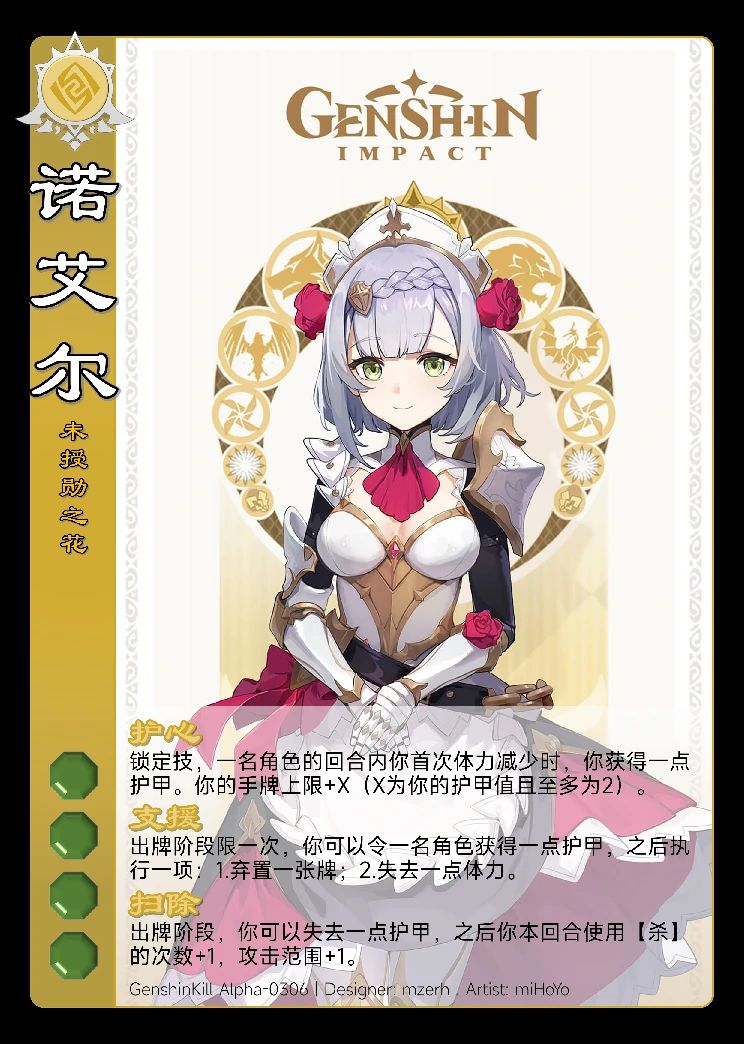 GENSHIN
IMPACT
诺艾尔
未授勋之花
护心
锁定技，一名角色的回合内你首次体力减少时，你获得一点
护甲。你的手牌上限+X（X为你的护甲值且至多为2）。
支援
出牌阶段限一次，你可以令一名角色获得一点护甲，之后执
行一项：1.弃置一张牌；2.失去一点体力。
扫除
出牌阶段，你可以失去一点护甲，之后你本回合使用【杀】
的次数+1，攻击范围+1。
GenshinKill Alpha-0306 | Designer: mzerh . Artist: miHoYo